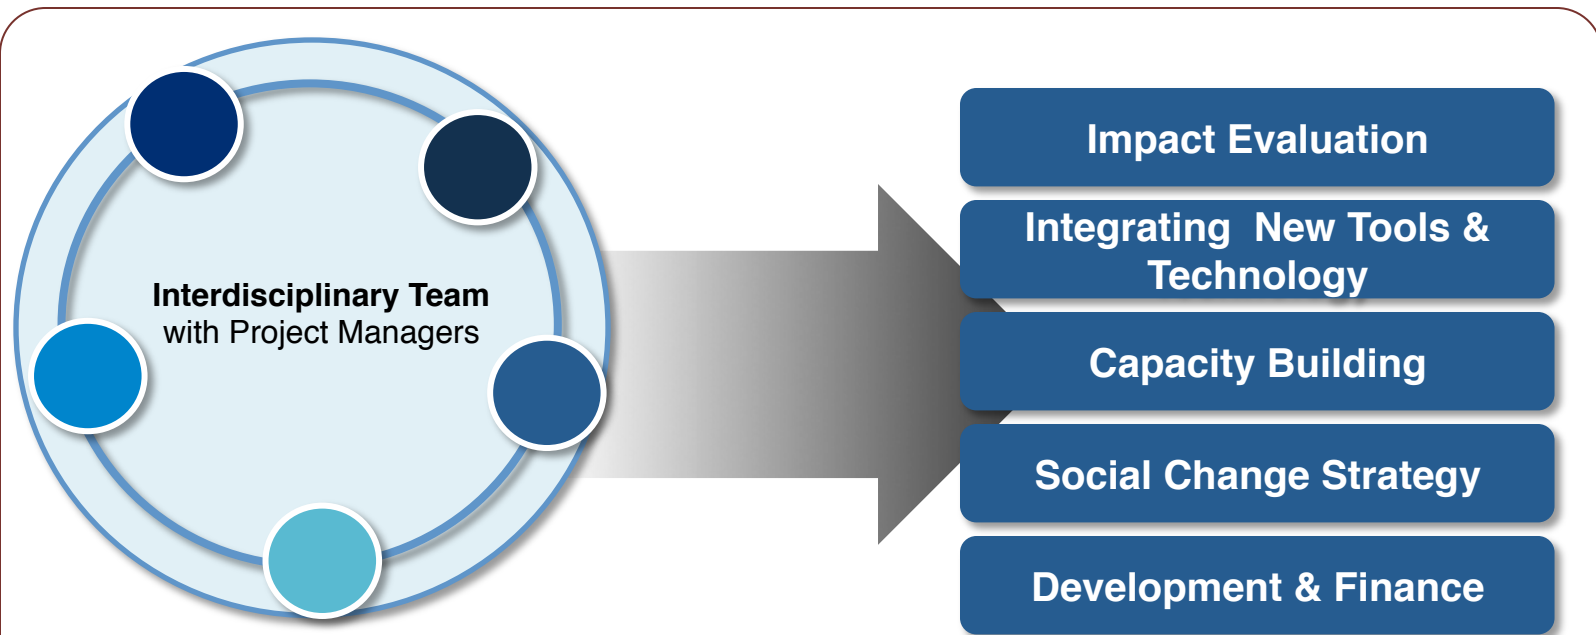 Interdisciplinary Team
with Project Managers
Impact Evaluation
Integrating  New Tools &
Technology
Capacity Building
Social Change Strategy
Development & Finance